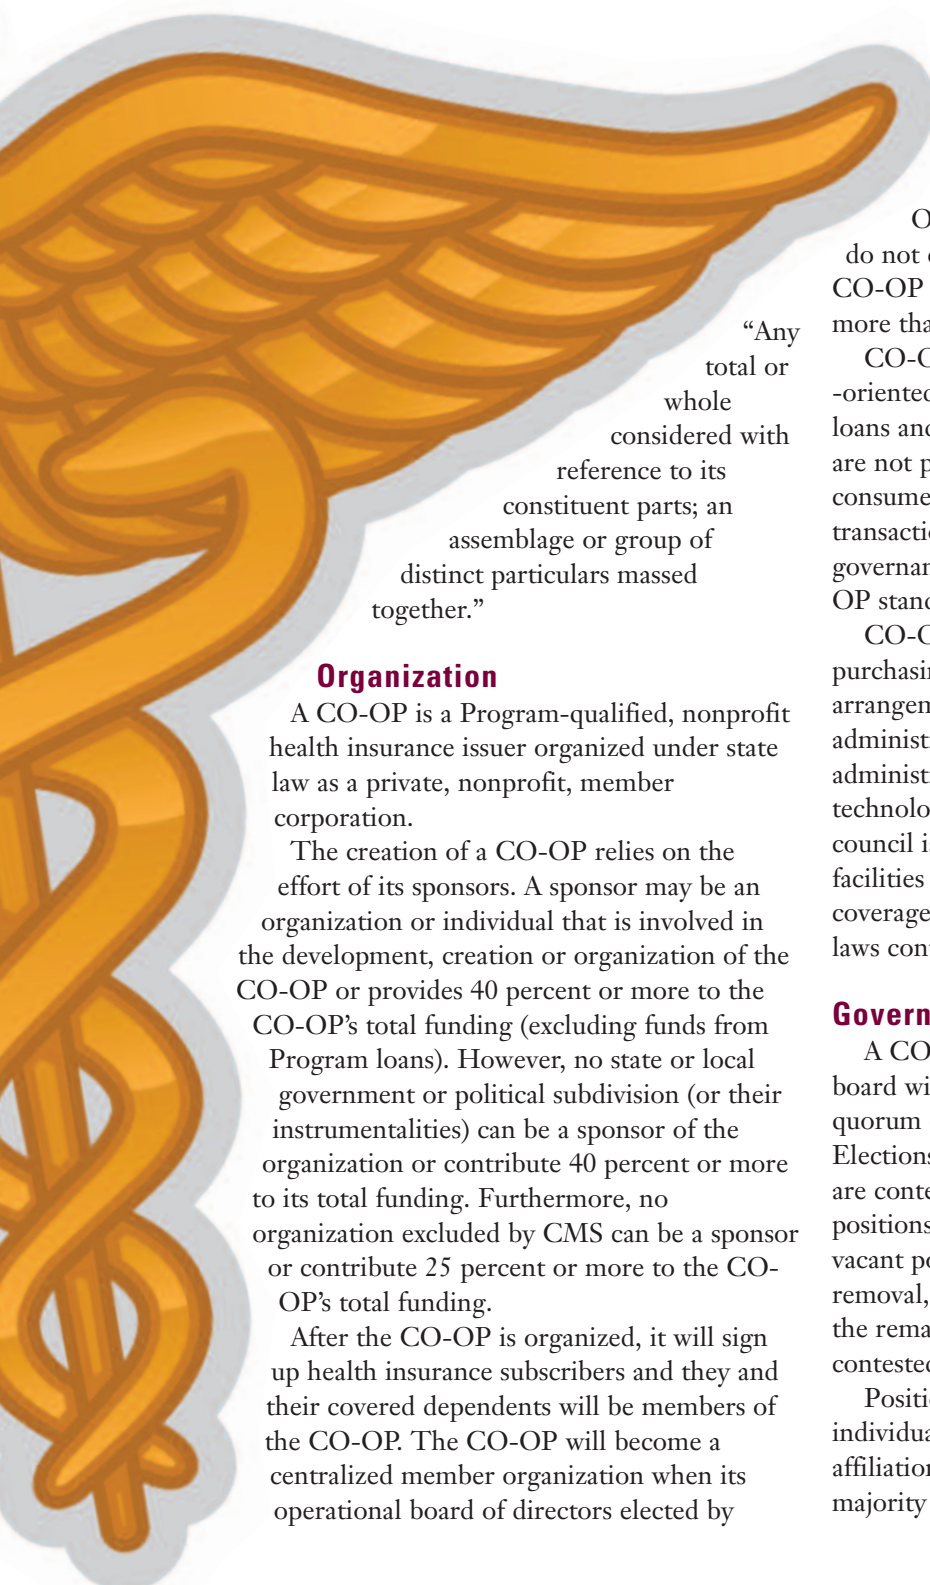 “Any
total or
whole
considered with
reference to its
constituent parts; an
assemblage or group of
distinct particulars massed
together.”
Organization
A CO-OP is a Program-qualified, nonprofit
health insurance issuer organized under state
law as a private, nonprofit, member
corporation.
The creation of a CO-OP relies on the
effort of its sponsors. A sponsor may be an
organization or individual that is involved in
the development, creation or organization of the
CO-OP or provides 40 percent or more to the
CO-OP’s total funding (excluding funds from
Program loans). However, no state or local
government or political subdivision (or their
instrumentalities) can be a sponsor of the
organization or contribute 40 percent or more
to its total funding. Furthermore, no
organization excluded by CMS can be a sponsor
or contribute 25 percent or more to the CO-
OP’s total funding.
After the CO-OP is organized, it will sign
up health insurance subscribers and they and
their covered dependents will be members of
the CO-OP. The CO-OP will become a
centralized member organization when its
operational board of directors elected by
O
do not
CO-OP
more tha
CO-O
-oriented
loans and
are not p
consume
transactio
governan
OP stand
CO-O
purchasin
arrangem
administ
administ
technolo
council i
facilities
coverage
laws cont
Govern
A CO
board wi
quorum
Elections
are conte
positions
vacant po
removal,
the rema
contested
Positi
individua
affiliation
majority